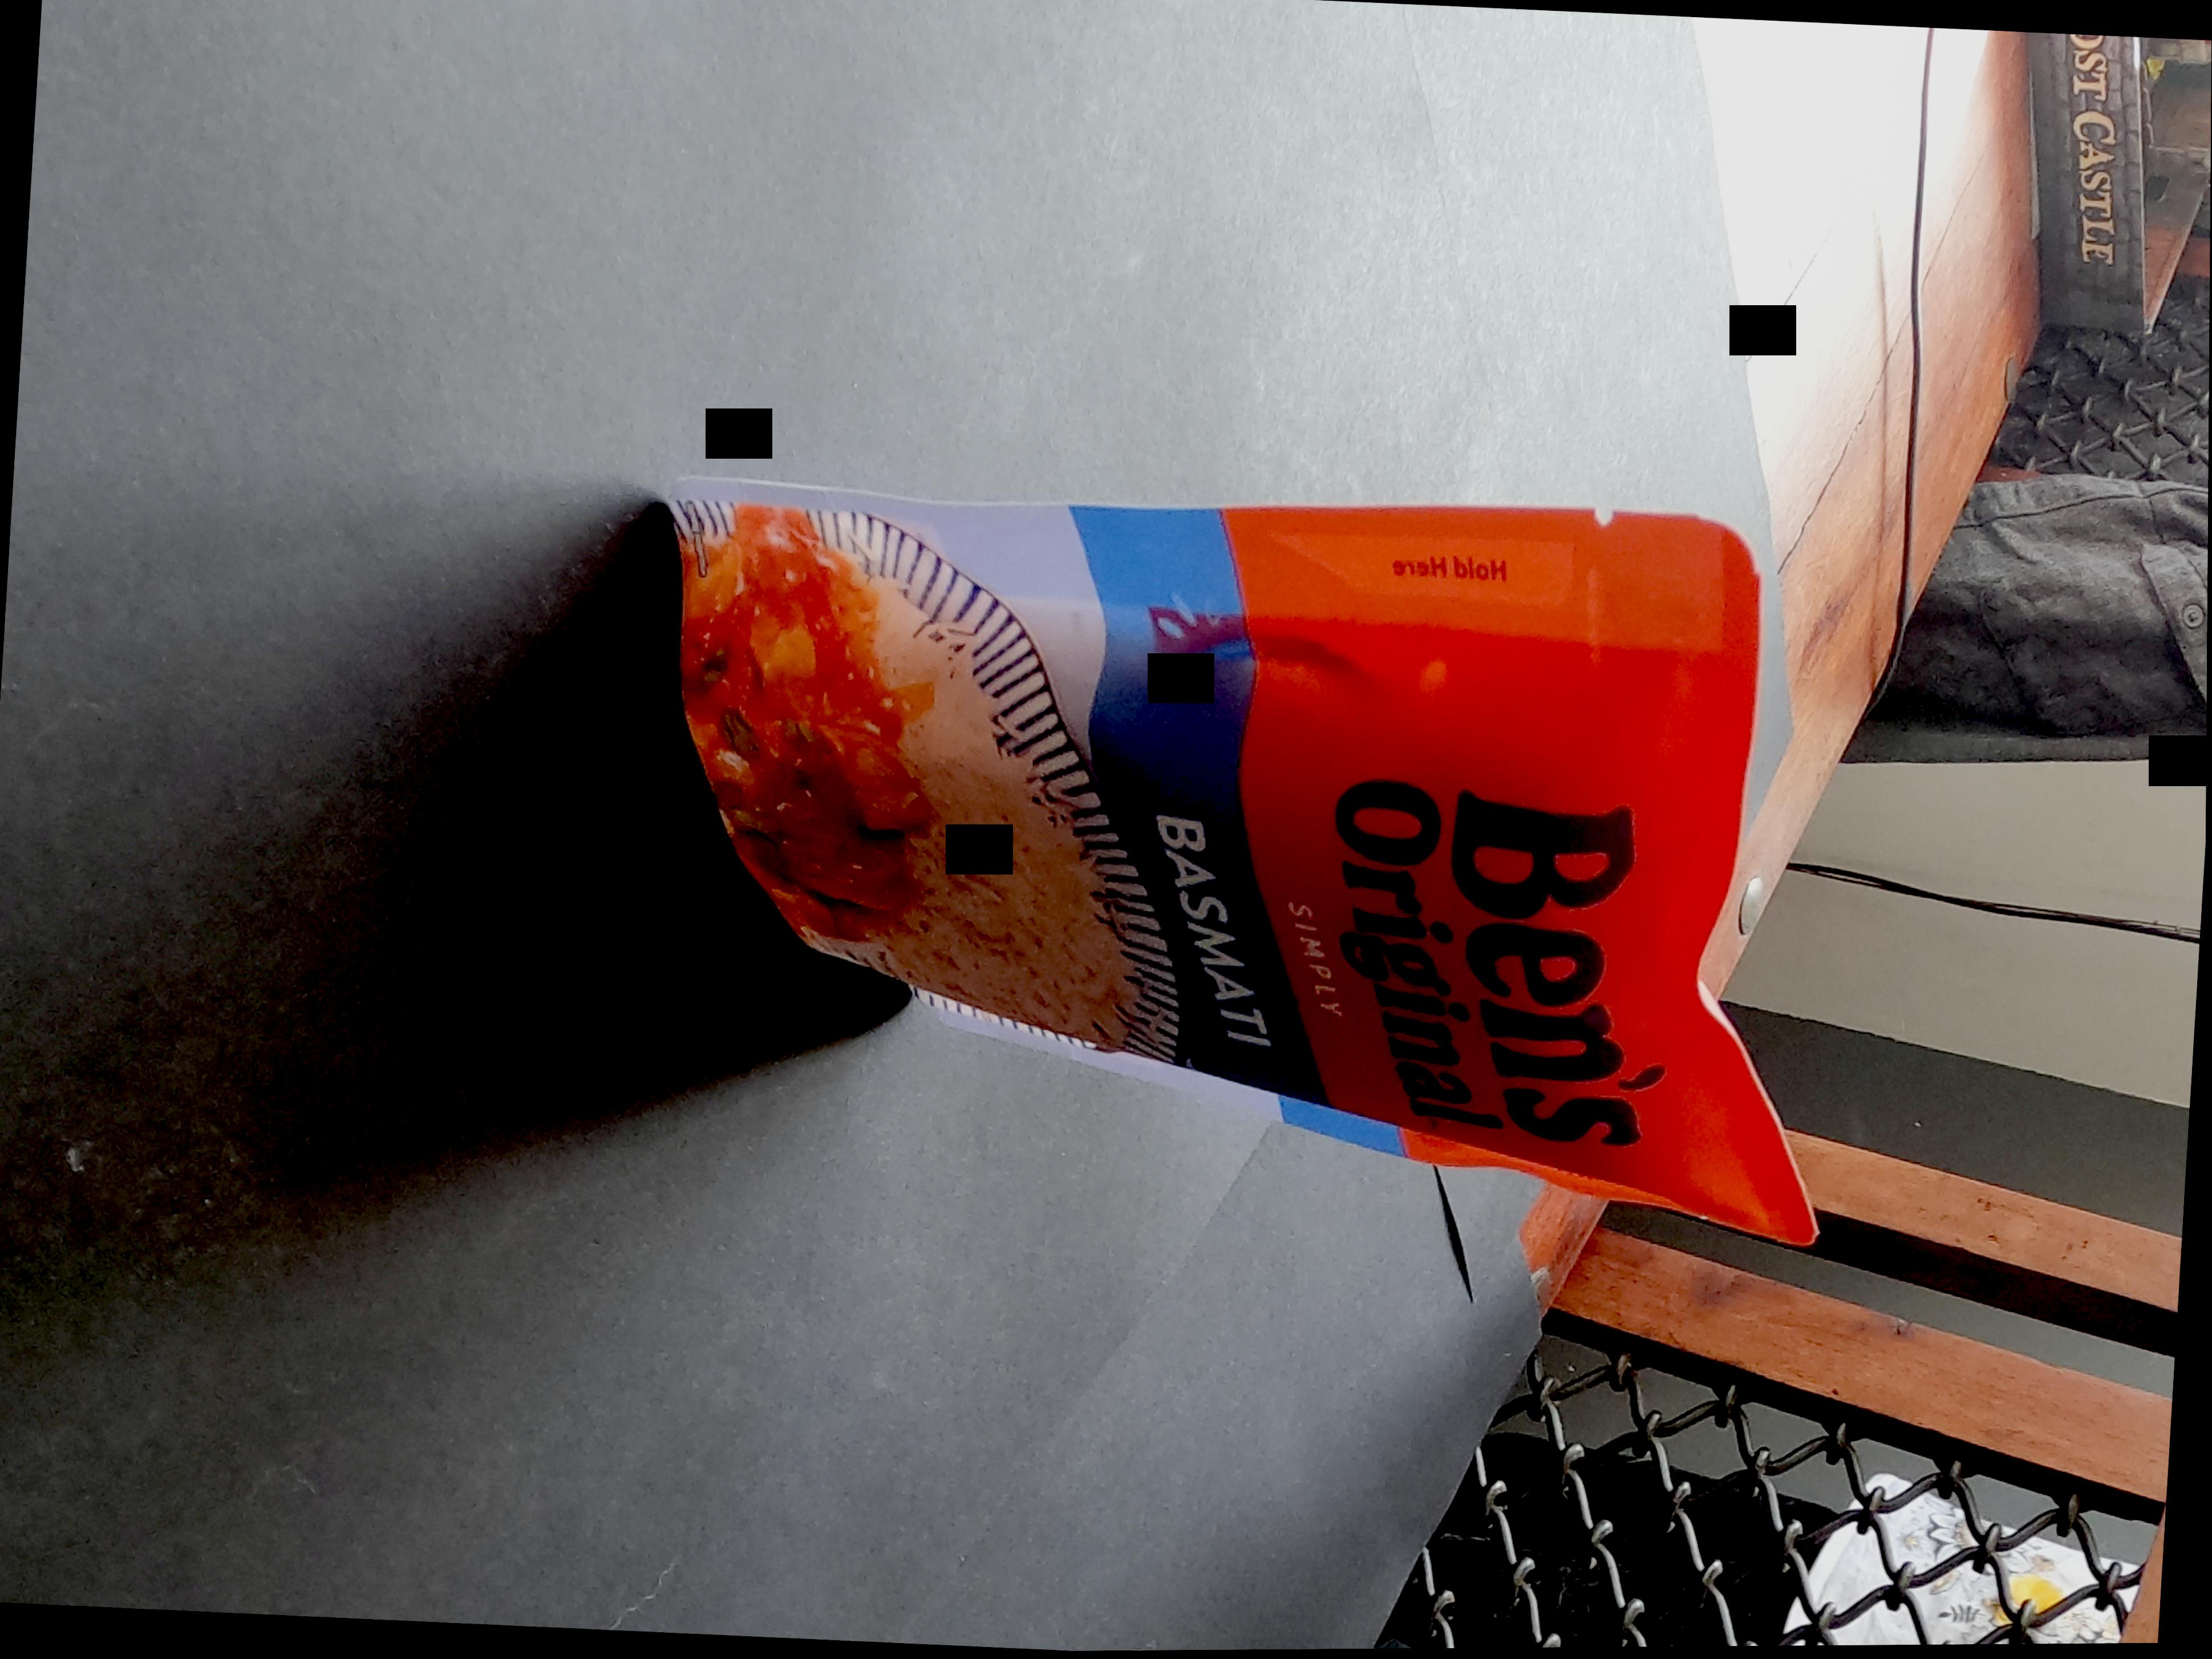 Ben's
Original
SIMPLY
BASMATI
Hold Here
OST CASTLE